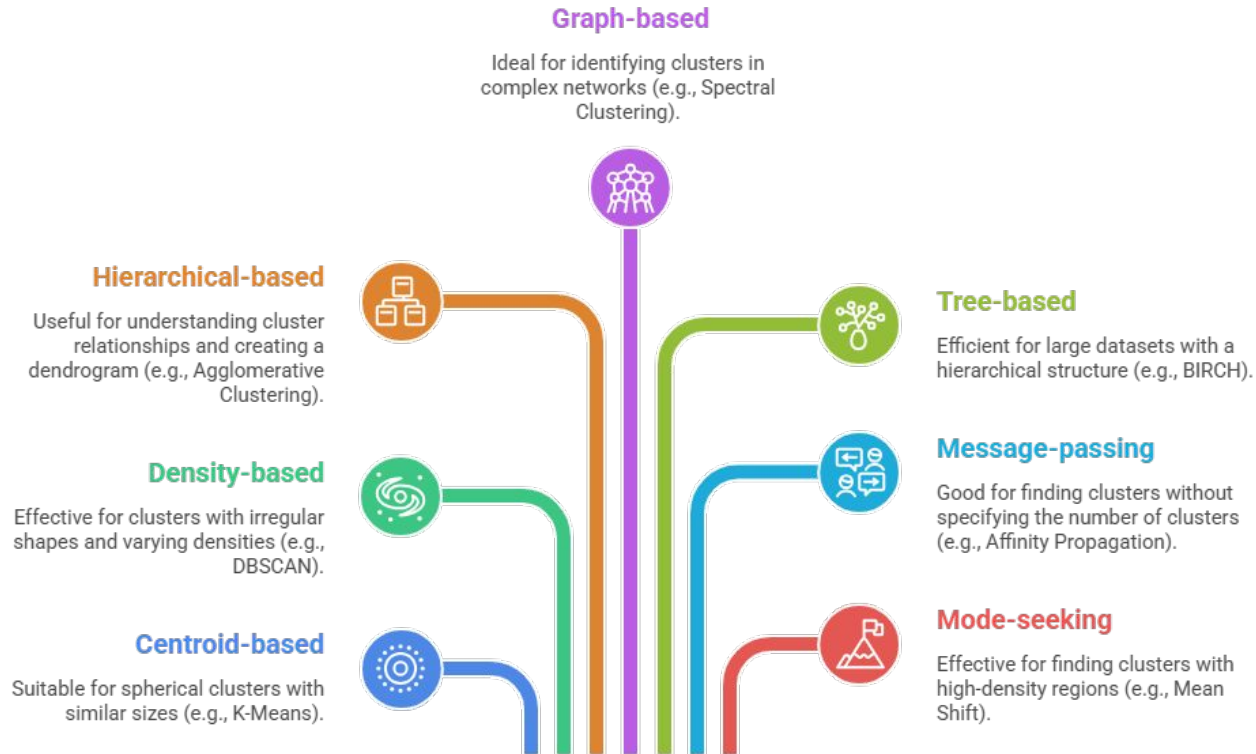 Graph-based
Ideal for identifying clusters in
complex networks (e.g., Spectral
Clustering).
Hierarchical-based
Useful for understanding cluster
relationships and creating a
dendrogram (e.g., Agglomerative
Clustering).
Tree-based
Efficient for large datasets with a
hierarchical structure (e.g., BIRCH).
Density-based
Effective for clusters with irregular
shapes and varying densities (e.g.,
DBSCAN).
Message-passing
Good for finding clusters without
specifying the number of clusters
(e.g., Affinity Propagation).
Centroid-based
Suitable for spherical clusters with
similar sizes (e.g., K-Means).
Mode-seeking
Effective for finding clusters with
high-density regions (e.g., Mean
Shift).